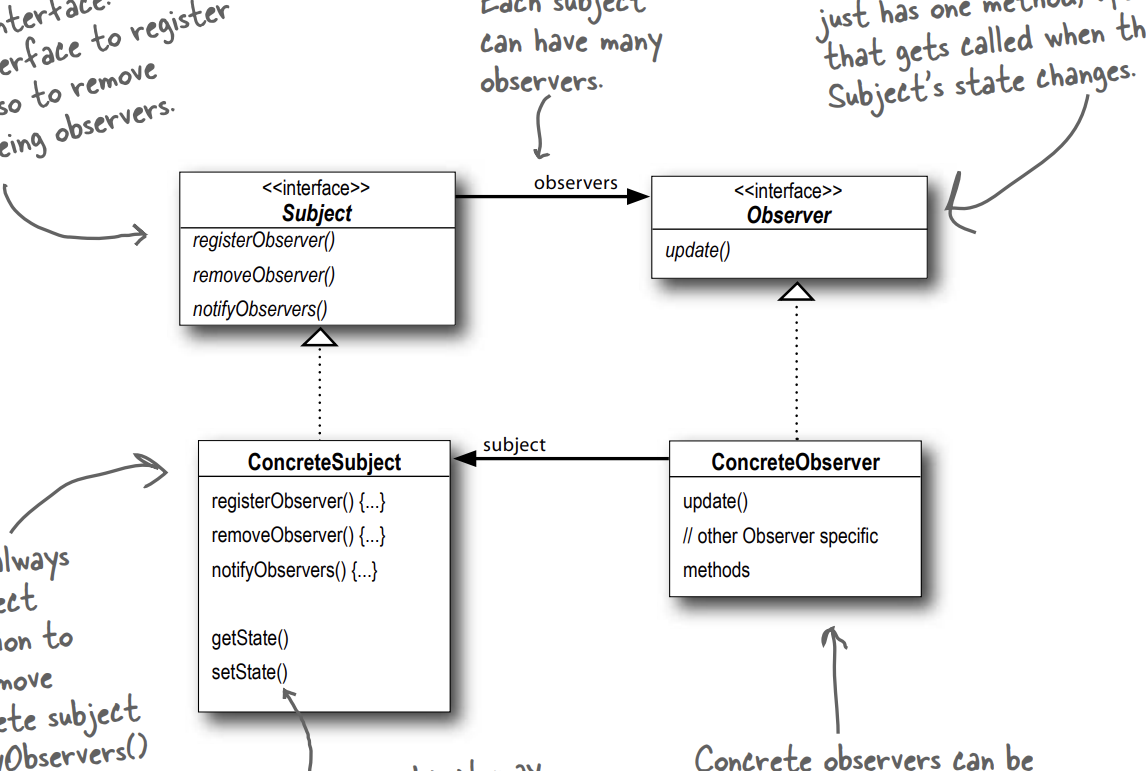 nterface.
erface to register
so to remove
eing observers.
Each subject
can have many
observers.
just has one method,
that gets called when th
Subject's state changes.
<<interface>>
Subject
registerObserver()
removeObserver()
notifyObservers()
observers
<<interface>>
Observer
update()
ConcreteSubject
registerObserver() {...}
removeObserver() {...}
notifyObservers() {...}
getState()
setState()
subject
ConcreteObserver
update()
// other Observer specific
methods
always
ect
ion to
move
ete subject
yObservers()
Concrete observers can be